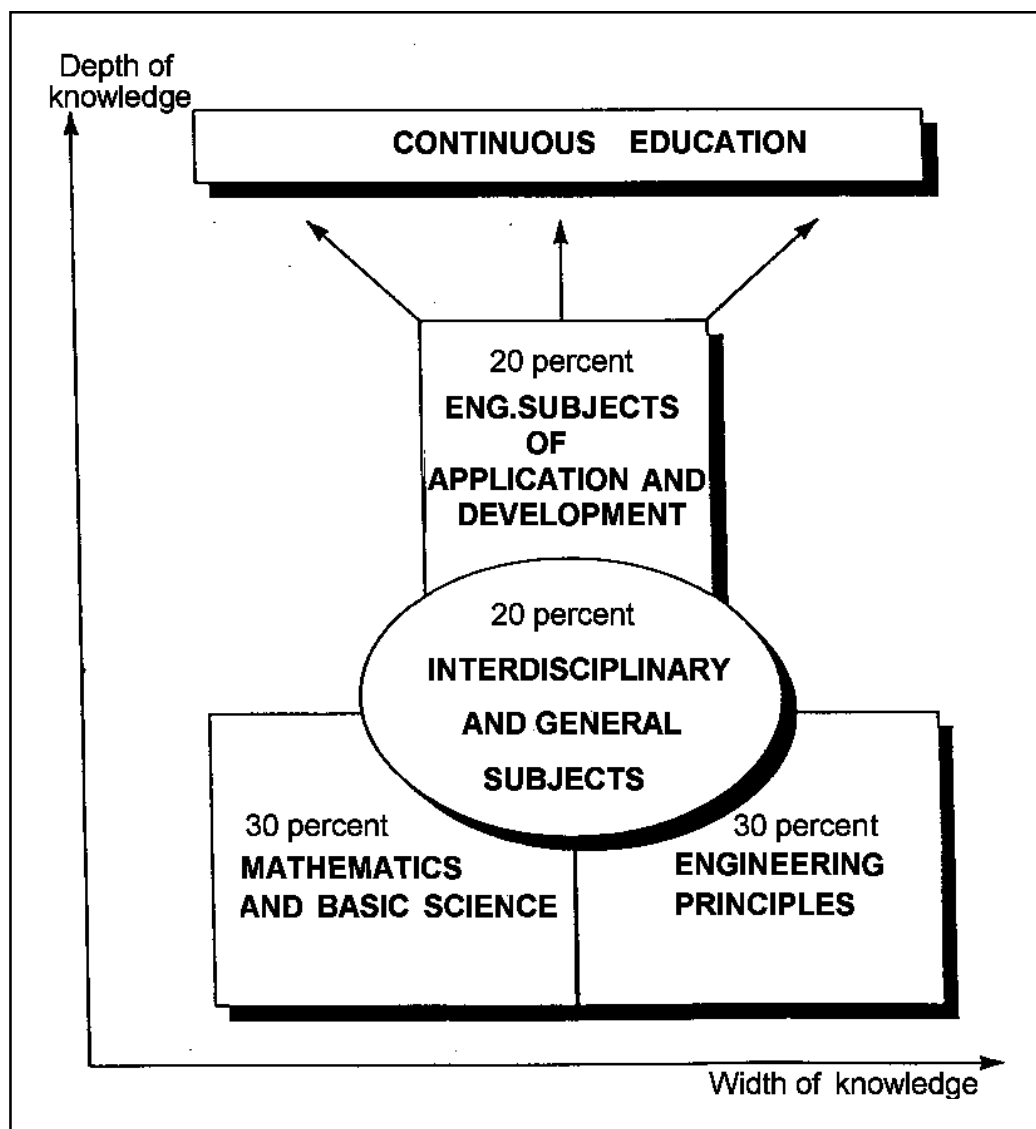 Depth of
knowledge
CONTINUOUS EDUCATION
20 percent
ENG.SUBJECTS
OF
APPLICATION AND
DEVELOPMENT
20 percent
INTERDISCIPLINARY
AND GENERAL
SUBJECTS
30 percent
MATHEMATICS
AND BASIC SCIENCE
30 percent
ENGINEERING
PRINCIPLES
Width of knowledge